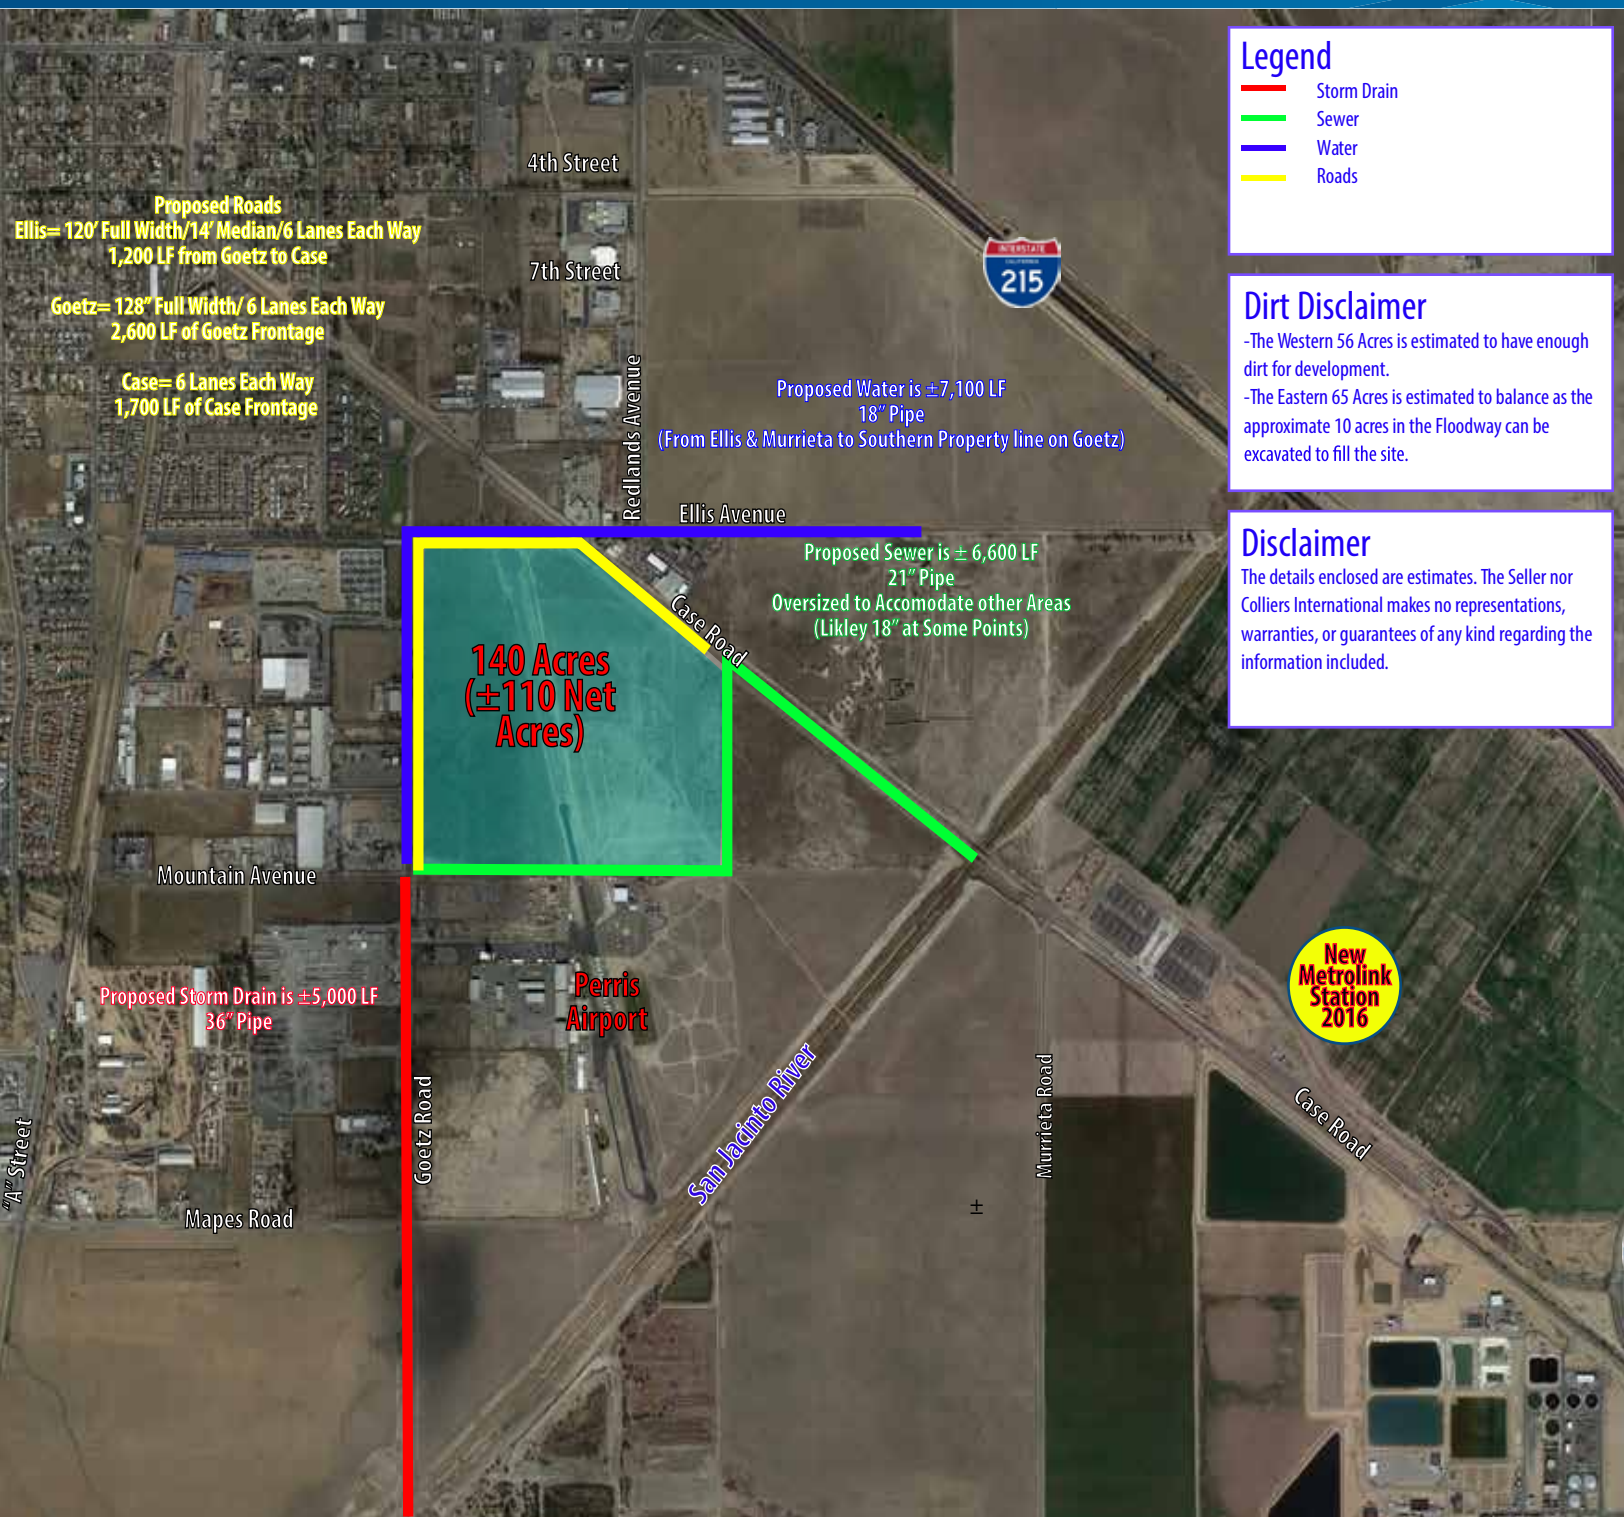 Legend
Storm Drain
Sewer
Water
Roads
Dirt Disclaimer
-The Western 56 Acres is estimated to have enough
dirt for development.
-The Eastern 65 Acres is estimated to balance as the
approximate 10 acres in the Floodway can be
excavated to fill the site.
Disclaimer
The details enclosed are estimates. The Seller nor
Colliers International makes no representations,
warranties, or guarantees of any kind regarding the
information included.
4th Street
Proposed Roads
Ellis= 120' Full Width/14' Median/6 Lanes Each Way
1,200 LF from Goetz to Case
Goetz= 128" Full Width/ 6 Lanes Each Way
2,600 LF of Goetz Frontage
Case= 6 Lanes Each Way
1,700 LF of Case Frontage
7th Street
INTERSTATE
CALIFORNIA
215
Redlands Avenue
Proposed Water is ±7,100 LF
18" Pipe
(From Ellis & Murrieta to Southern Property line on Goetz)
Ellis Avenue
Proposed Sewer is ± 6,600 LF
21" Pipe
Oversized to Accomodate other Areas
(Likley 18" at Some Points)
Case Road
140 Acres
(±110 Net
Acres)
Mountain Avenue
Proposed Storm Drain is ±5,000 LF
36" Pipe
Perris
Airport
New
Metrolink
Station
2016
San Jacinto River
Murrieta Road
Case Road
Goetz Road
"A" Street
Mapes Road
±